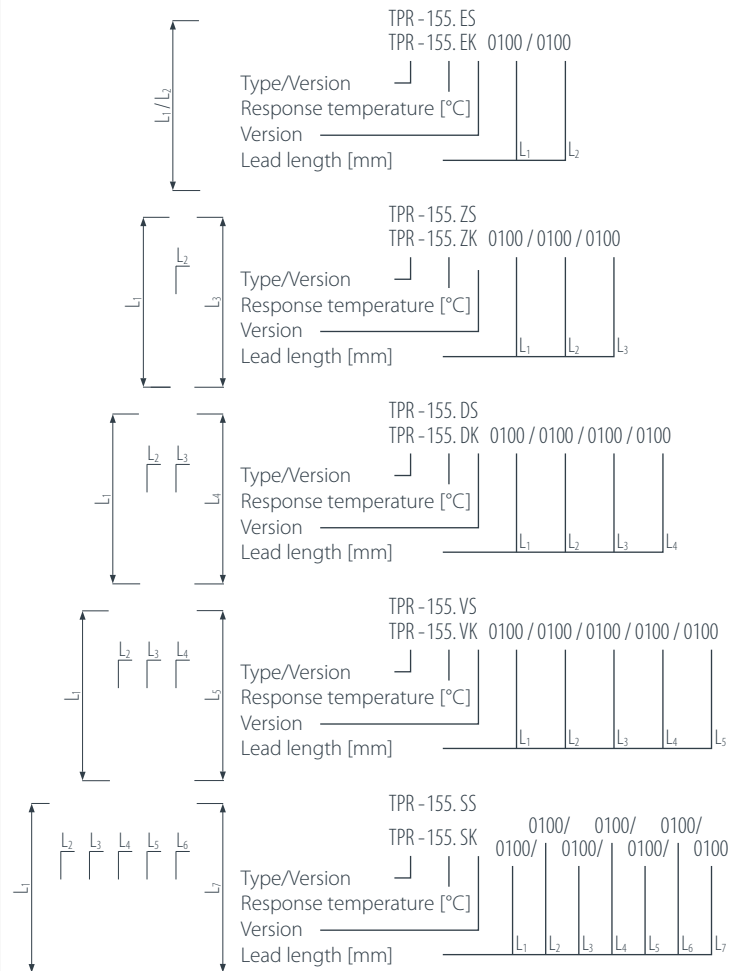 TPR - 155. ES
TPR - 155. EK 0100 / 0100
L1 / L2
Type/Version
Response temperature [°C]
Version
Lead length [mm]
L1 L2
TPR - 155. ZS
TPR - 155. ZK 0100 / 0100 / 0100
L2
L1 L3
Type/Version
Response temperature [°C]
Version
Lead length [mm]
L1 L2 L3
TPR - 155. DS
TPR - 155. DK 0100 / 0100 / 0100 / 0100
L2 L3
L1 L4
Type/Version
Response temperature [°C]
Version
Lead length [mm]
L1 L2 L3 L4
TPR - 155. VS
TPR - 155. VK 0100 / 0100 / 0100 / 0100 / 0100
L2 L3 L4
L1 L5
Type/Version
Response temperature [°C]
Version
Lead length [mm]
L1 L2 L3 L4 L5
TPR - 155. SS
TPR - 155. SK
0100/ 0100/ 0100/
0100/ 0100/ 0100/ 0100
L2 L3 L4 L5 L6
L1 L7
Type/Version
Response temperature [°C]
Version
Lead length [mm]
L1 L2 L3 L4 L5 L6 L7